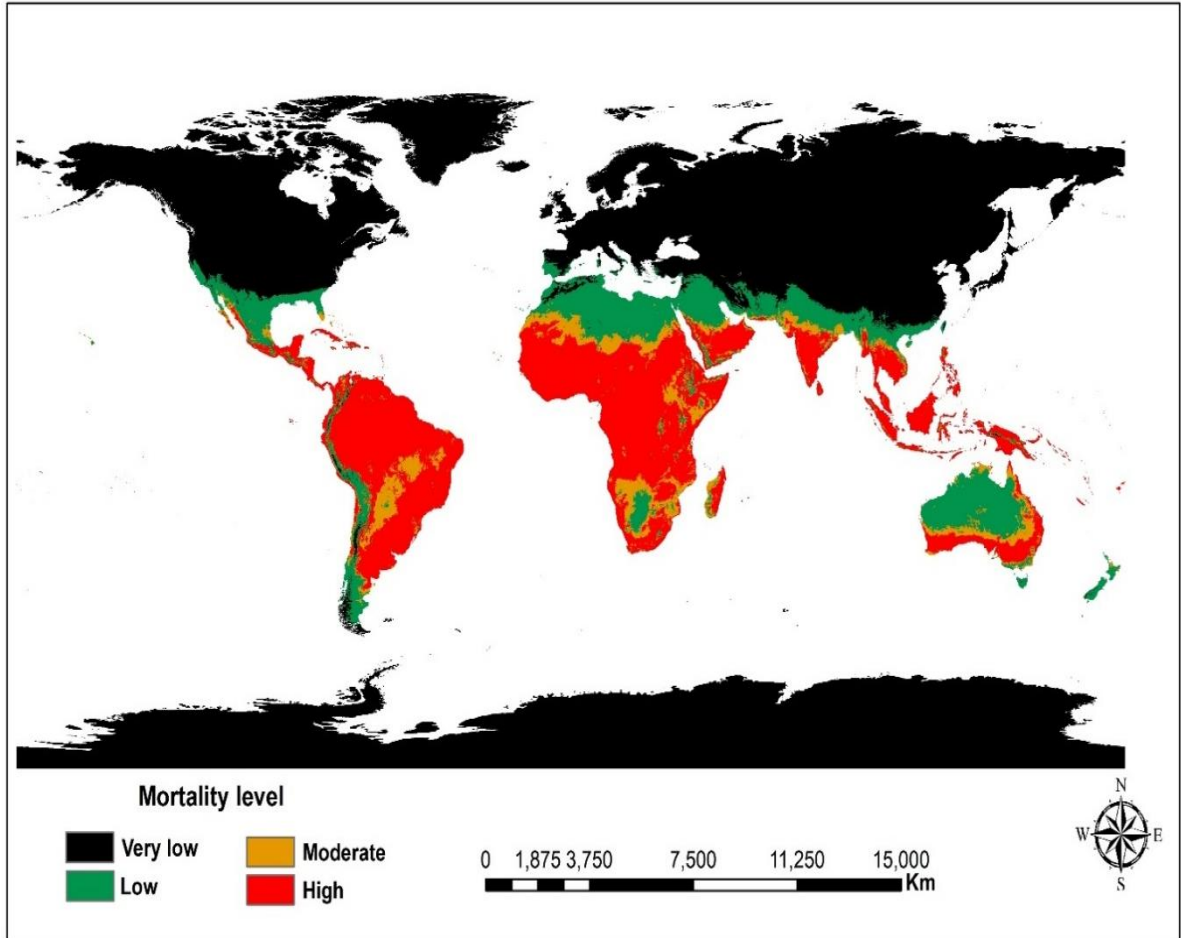 Mortality level
Very low
Low
Moderate
High
0 1,875 3,750 7,500 11,250 15,000
Km
N
W E
S